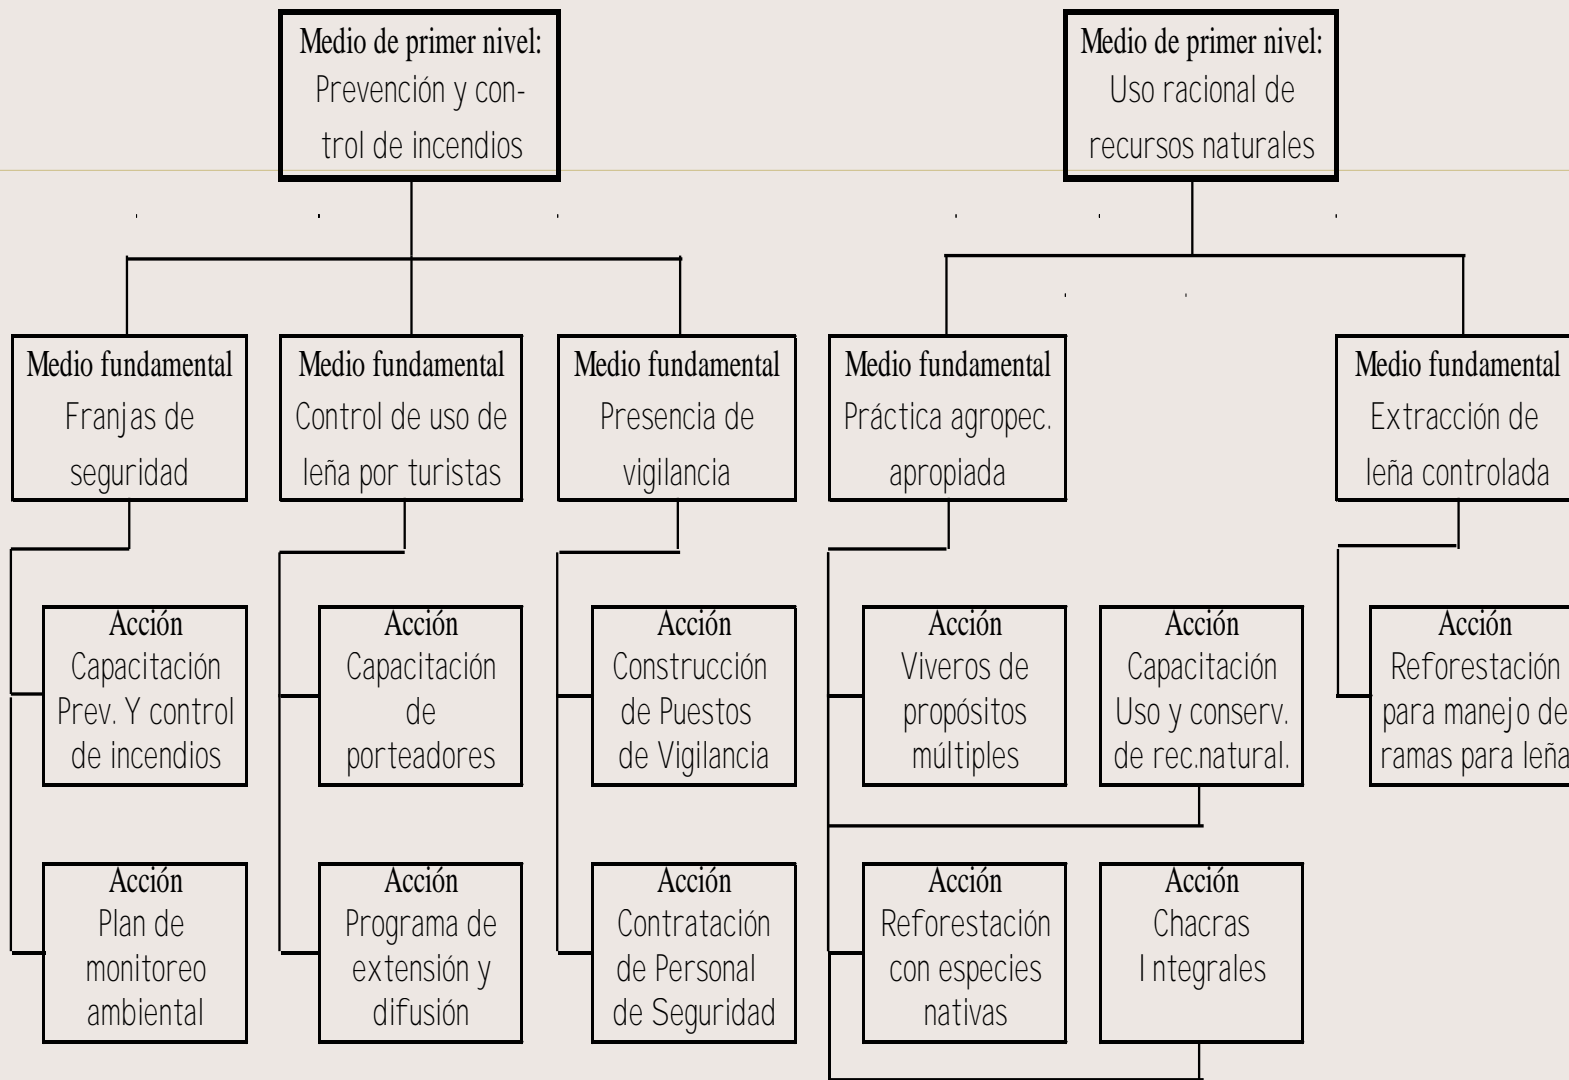 Medio de primer nivel:
Prevención y con-
trol de incendios
Medio de primer nivel:
Uso racional de
recursos naturales
Medio fundamental
Franjas de
seguridad
Medio fundamental
Control de uso de
leña por turistas
Medio fundamental
Presencia de
vigilancia
Medio fundamental
Práctica agropec.
apropiada
Medio fundamental
Extracción de
leña controlada
Acción
Capacitación
Prev. Y control
de incendios
Acción
Capacitación
de
porteadores
Acción
Construcción
de Puestos
de Vigilancia
Acción
Viveros de
propósitos
múltiples
Acción
Capacitación
Uso y conserv.
de rec.natural.
Acción
Reforestación
para manejo de
ramas para leña
Acción
Plan de
monitoreo
ambiental
Acción
Programa de
extensión y
difusión
Acción
Contratación
de Personal
de Seguridad
Acción
Reforestación
con especies
nativas
Acción
Chacras
Integrales